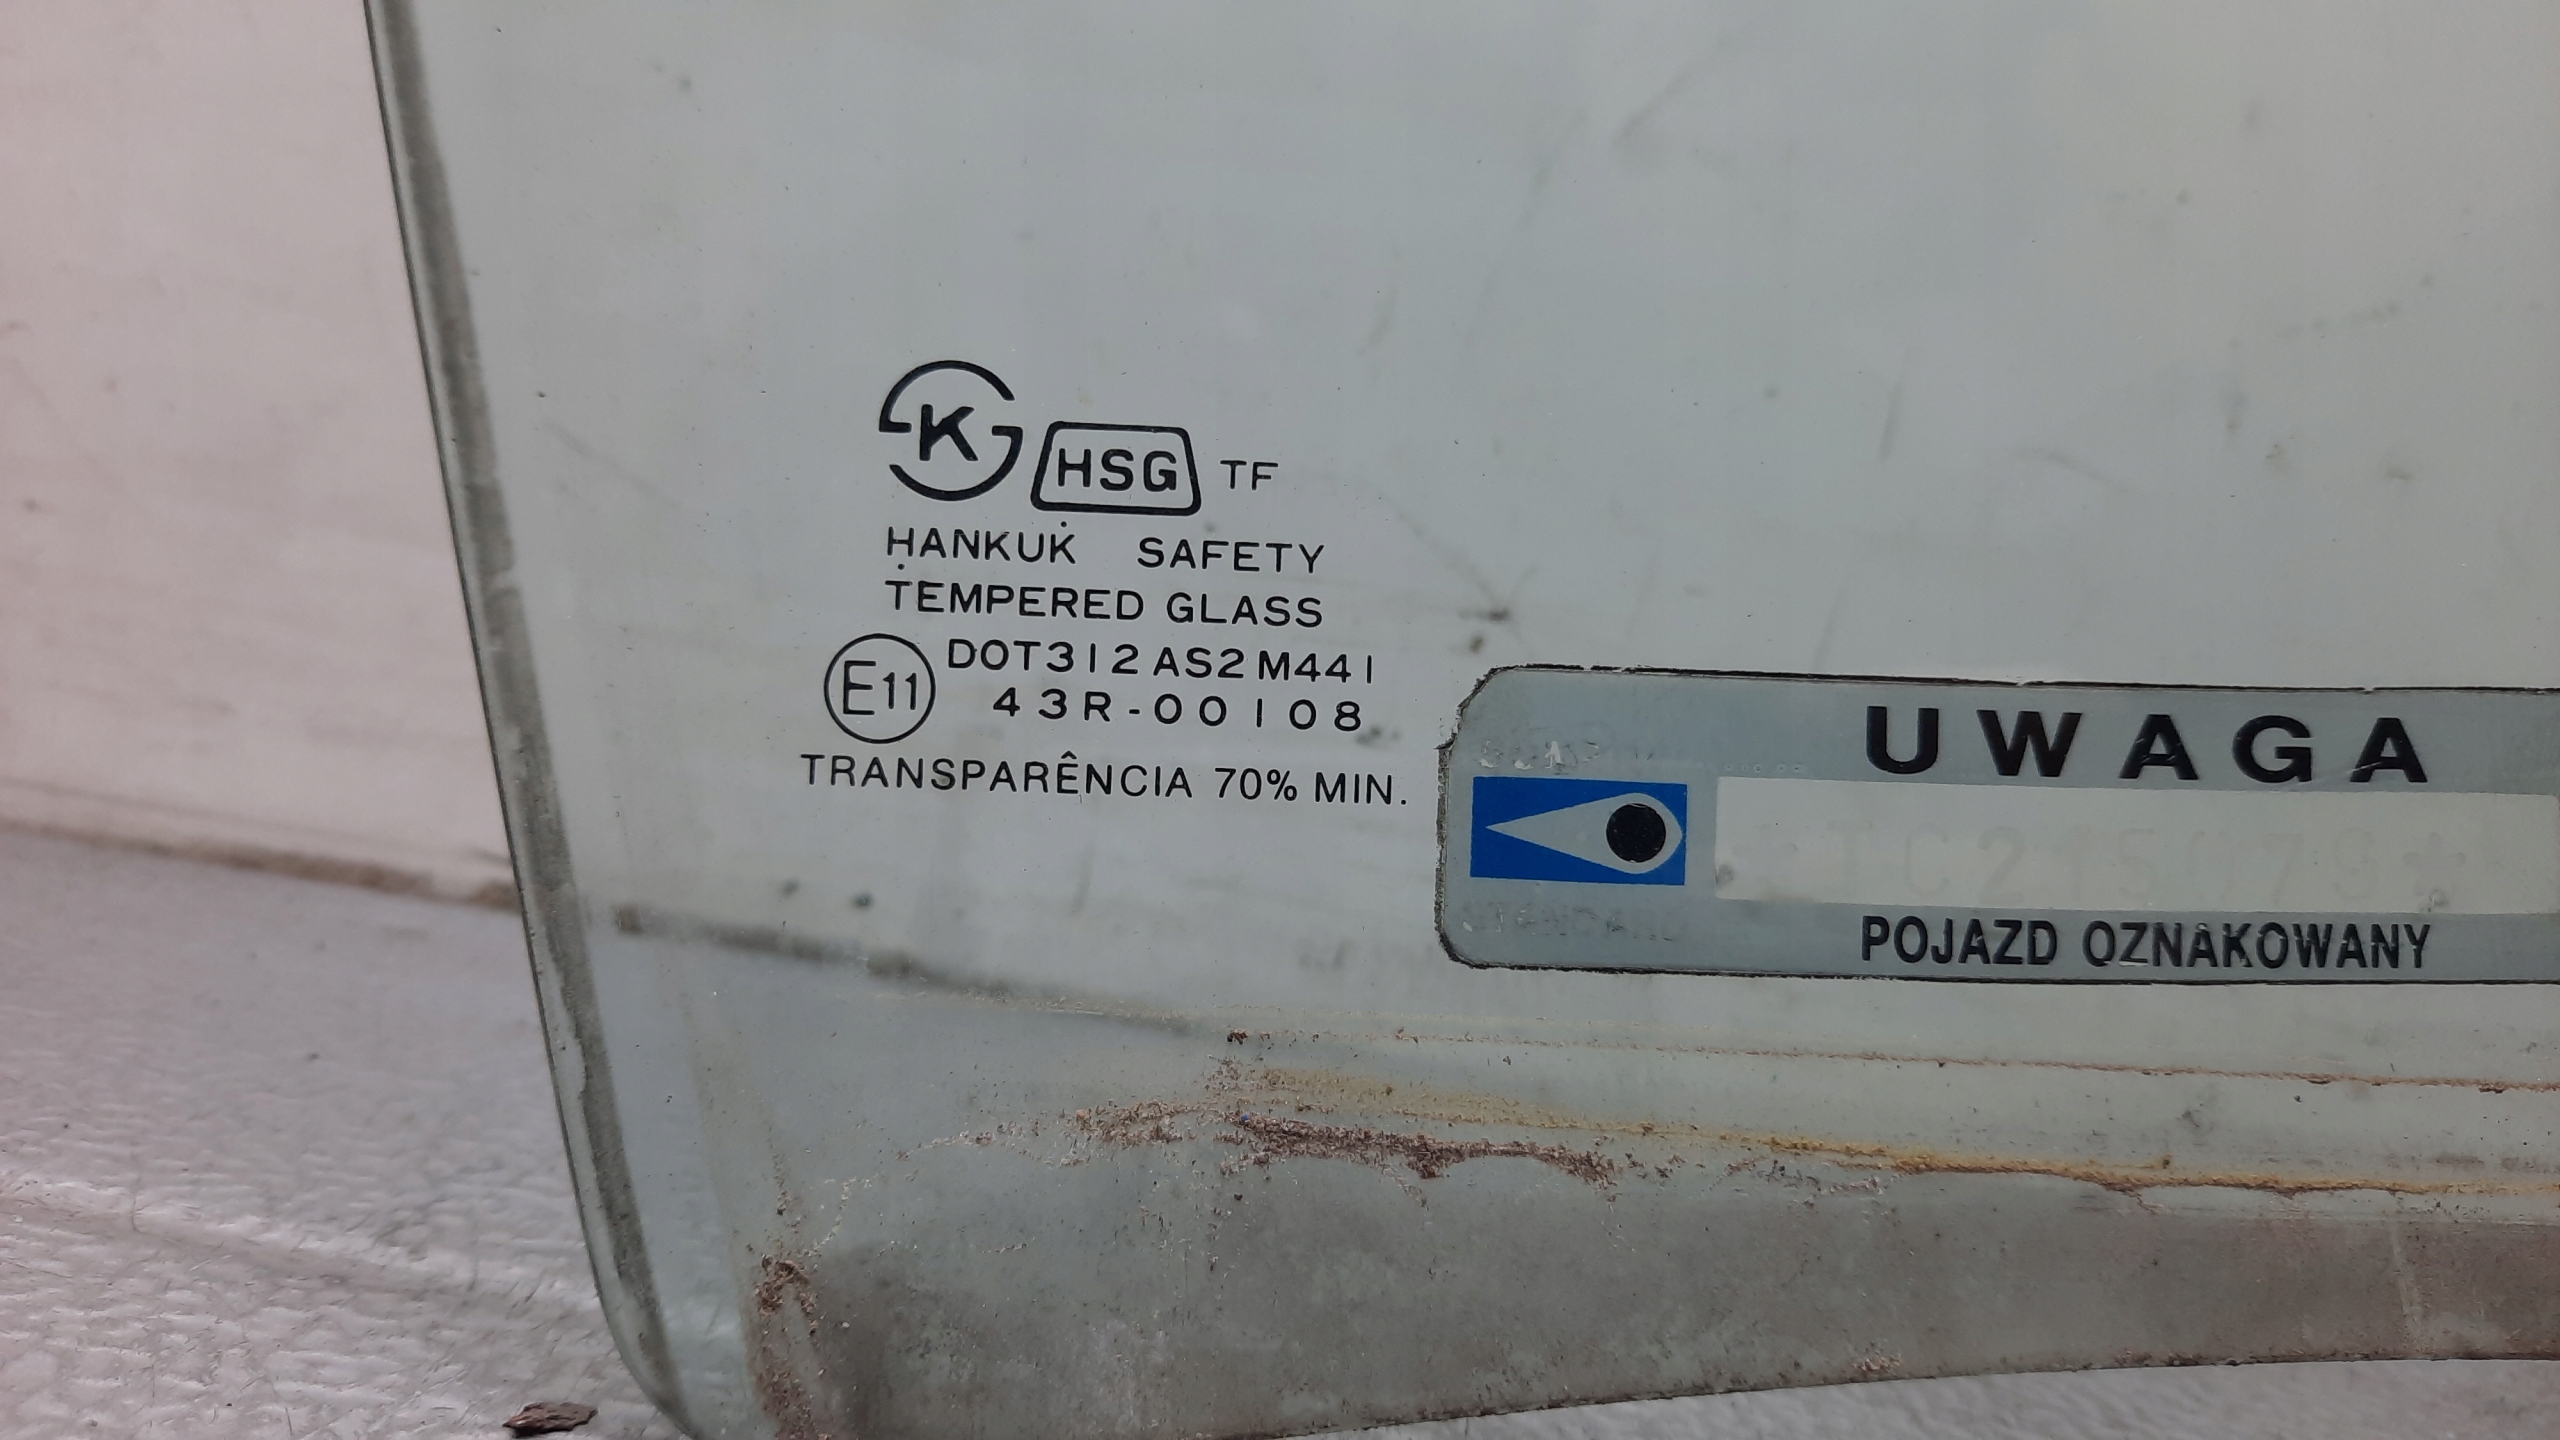 K HSG TF
HANKUK SAFETY
TEMPERED GLASS
E11 DOT312 AS2 M441
43R-00108
TRANSPARÊNCIA 70% MIN.
UWAGA
POJAZD OZNAKOWANY